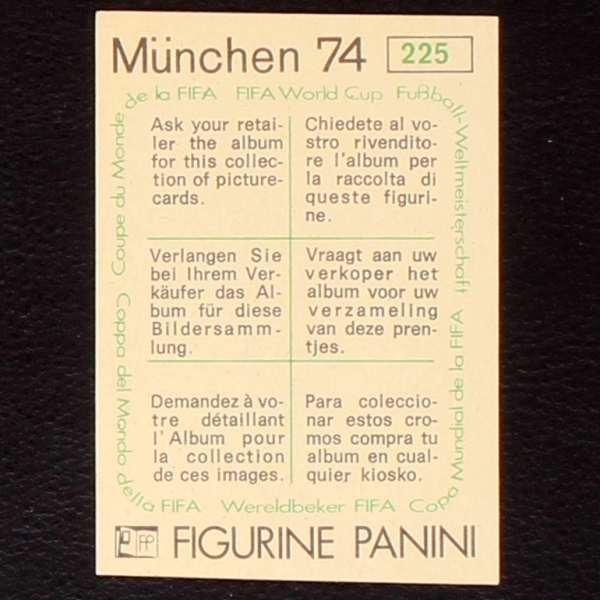 München 74 225
de la FIFA FIFA World Cup Fußball-Weltmeisterschaft
Ask your retai-
ler the album
for this collec-
tion of picture-
cards.
Chiedete al vo-
stro rivendito-
re l'album per
la raccolta di
queste figuri-
ne.
Verlangen Sie
bei Ihrem Ver-
käufer das Al-
bum für diese
Bildersamm-
lung.
Vraagt aan uw
verkoper het
album voor uw
verzameling
van deze pren-
tjes.
Demandez à vo-
tre détaillant
l'Album pour
la collection
de ces images.
Para coleccio-
nar estos cro-
mos compra tu
album en cual-
quier kiosko.
Copa Mundial de la FIFA
Wereldbeker FIFA
Coppa del Mondo della FIFA
Coupe du Monde
FP
FIGURINE PANINI